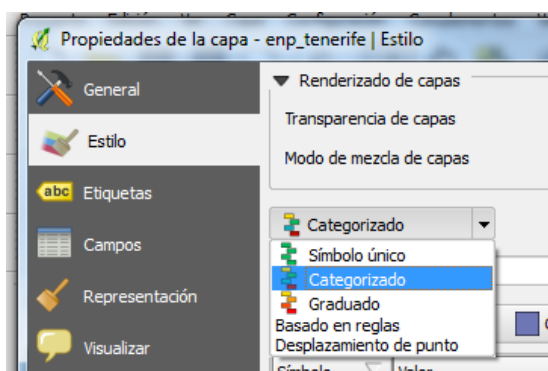 Propiedades de la capa - enp_tenerife | Estilo
General
Estilo
abc Etiquetas
Campos
Representación
Visualizar
Renderizado de capas
Transparencia de capas
Modo de mezcla de capas
Categorizado
Símbolo único
Categorizado
Graduado
Basado en reglas
Desplazamiento de punto